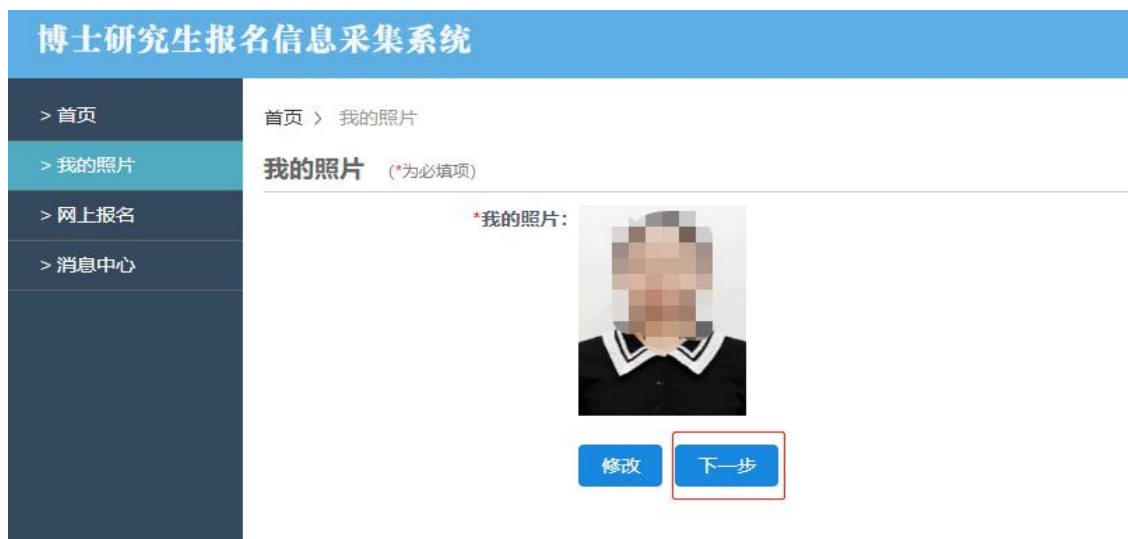 博士研究生报名信息采集系统
> 首页
> 我的照片
> 网上报名
> 消息中心
首页 > 我的照片
我的照片 (*为必填项)
*我的照片:
修改
下一步